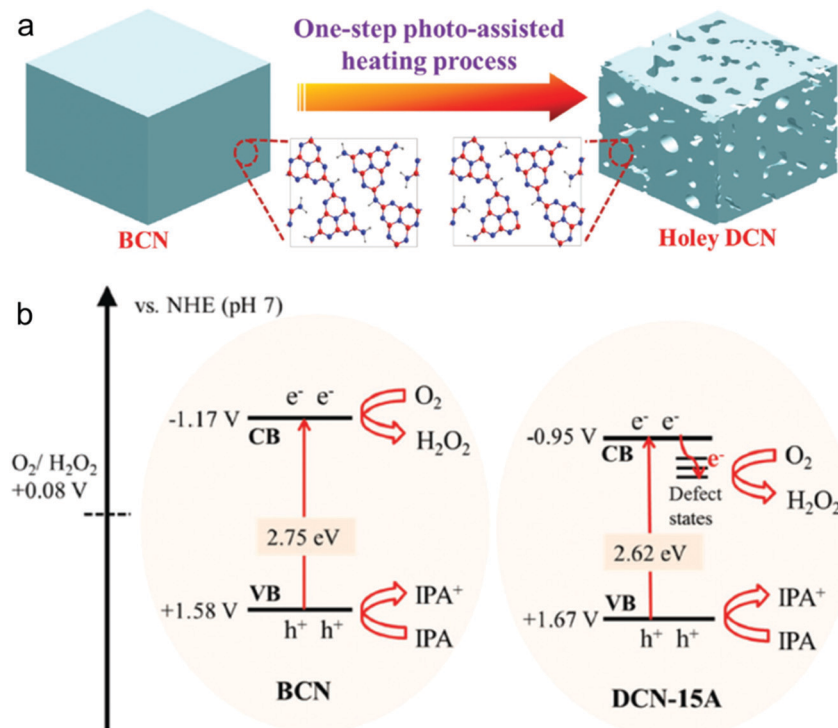 a
One-step photo-assisted
heating process
BCN
Holey DCN
b
vs. NHE (pH 7)
O₂/ H₂O₂
+0.08 V
-1.17 V
e⁻ e⁻
CB
O₂
H₂O₂
2.75 eV
VB
+1.58 V
h⁺ h⁺
IPA⁺
IPA
BCN
-0.95 V
e⁻ e⁻
CB
e⁻
Defect
states
O₂
H₂O₂
2.62 eV
VB
+1.67 V
h⁺ h⁺
IPA⁺
IPA
DCN-15A